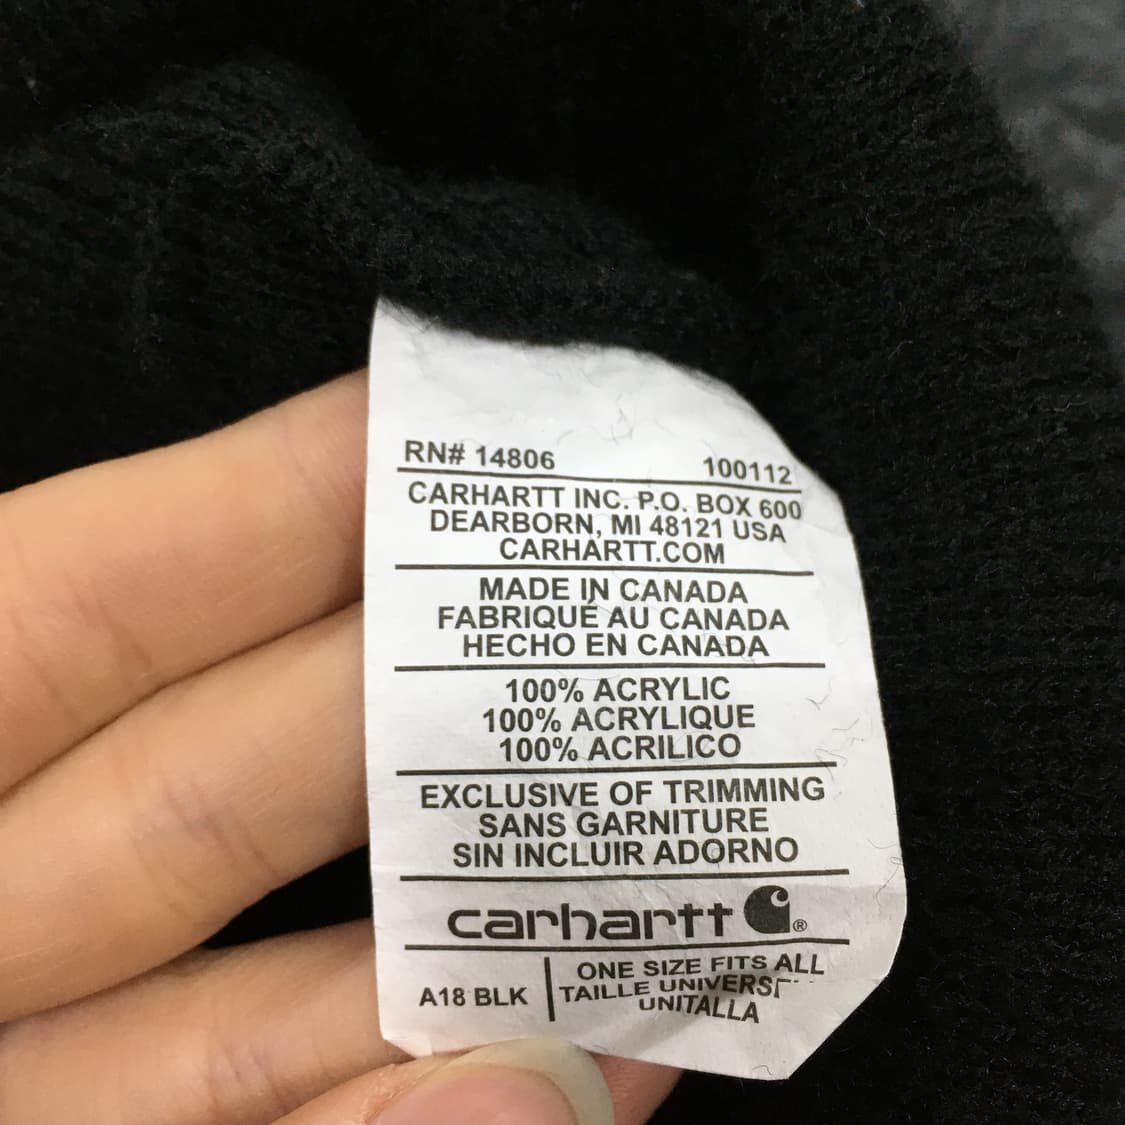 RN# 14806 100112
CARHARTT INC. P.O. BOX 600
DEARBORN, MI 48121 USA
CARHARTT.COM
MADE IN CANADA
FABRIQUÉ AU CANADA
HECHO EN CANADA
100% ACRYLIC
100% ACRYLIQUE
100% ACRILICO
EXCLUSIVE OF TRIMMING
SANS GARNITURE
SIN INCLUIR ADORNO
carhartt ®
A18 BLK
ONE SIZE FITS ALL
TAILLE
UNITALLA